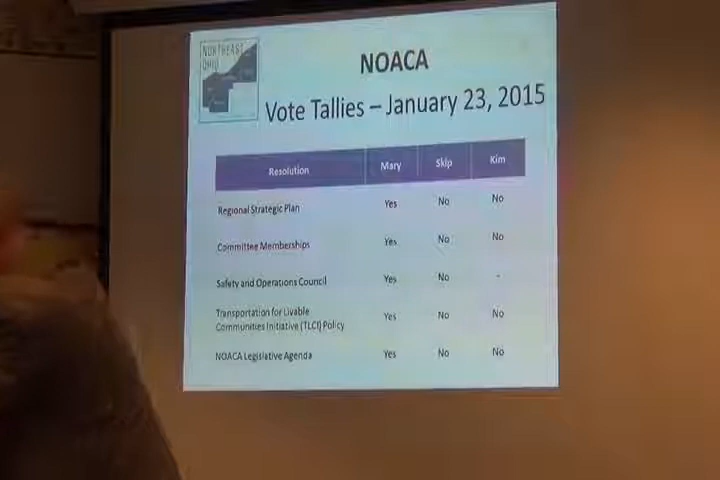 NORTHEAST
OHIO
NOACA
Vote Tallies – January 23, 2015
Resolution Mary Skip Kim
Regional Strategic Plan Yes No No
Committee Memberships Yes No No
Safety and Operations Council Yes No -
Transportation for Livable
Communities Initiative (TLCI) Policy Yes No No
NOACA Legislative Agenda Yes No No